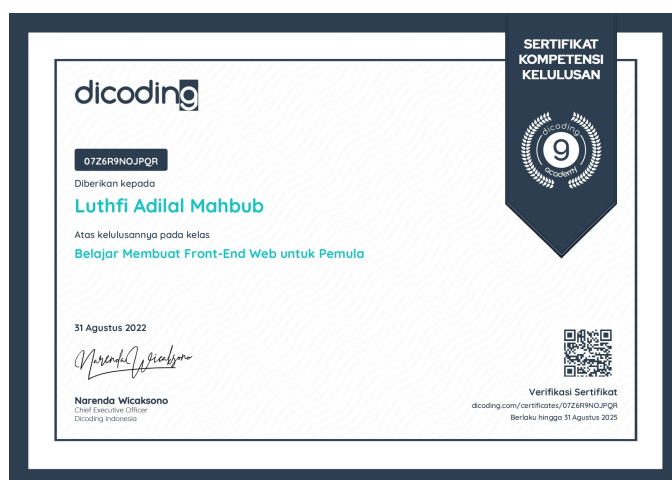 SERTIFIKAT
KOMPETENSI
KELULUSAN
dicoding
dicoding
9
academy
07Z6R9NOJPQR
Diberikan kepada
Luthfi Adilal Mahbub
Atas kelulusannya pada kelas
Belajar Membuat Front-End Web untuk Pemula
31 Agustus 2022
Narenda Wicaksono
Narenda Wicaksono
Chief Executive Officer
Dicoding Indonesia
Verifikasi Sertifikat
dicoding.com/certificates/07Z6R9NOJPQR
Berlaku hingga 31 Agustus 2025